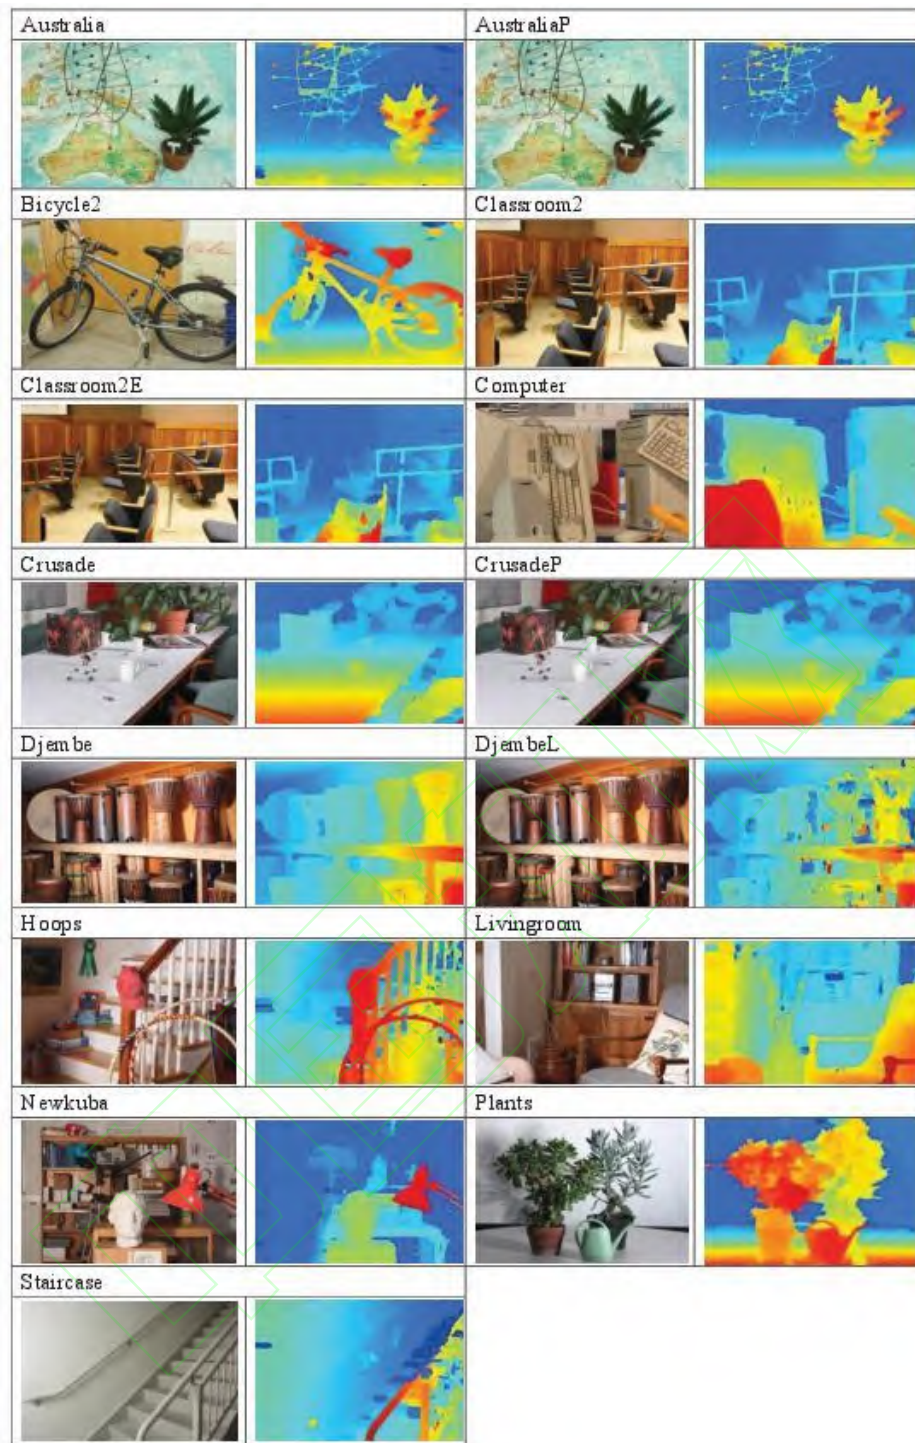 Australia
AustraliaP
Bicycle2
Classroom2
Classroom2E
Computer
Crusade
CrusadeP
Djembe
DjembeL
Hoops
Livingroom
Newkuba
Plants
Staircase